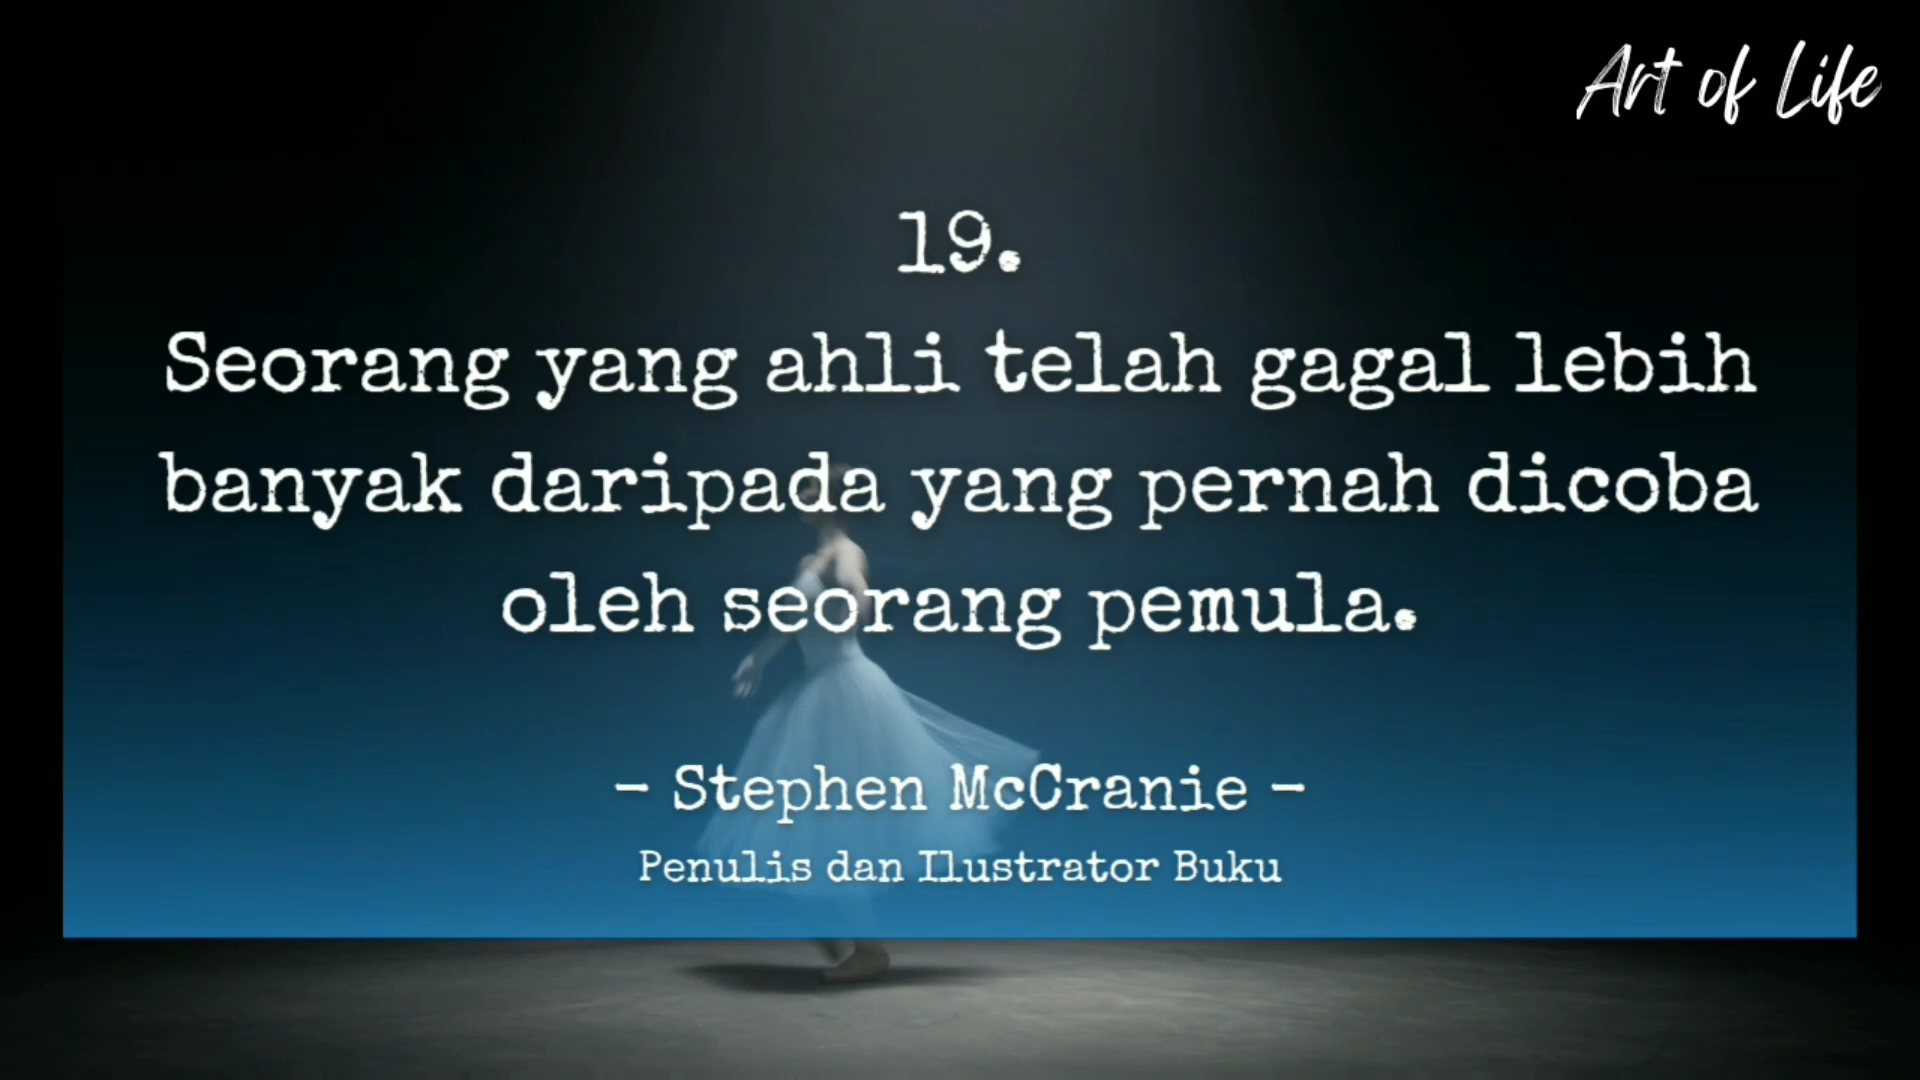 Art of Life
19.
Seorang yang ahli telah gagal lebih
banyak daripada yang pernah dicoba
oleh seorang pemula.
- Stephen McCranie -
Penulis dan Ilustrator Buku